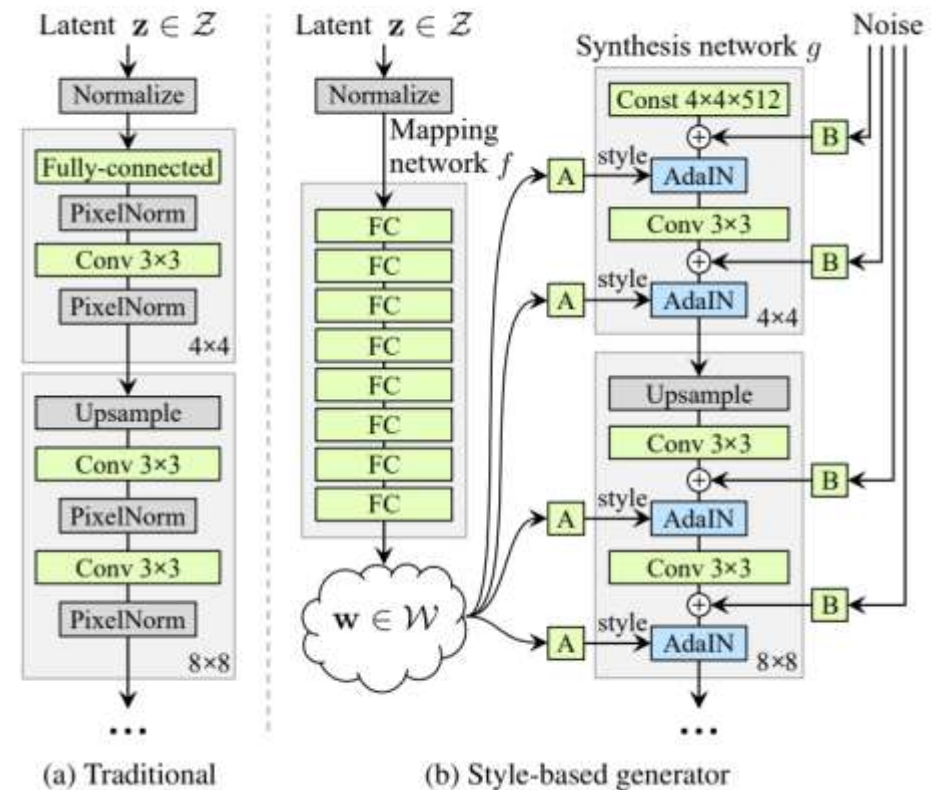 Latent z ∈ 𝒵
Normalize
Fully-connected
PixelNorm
Conv 3×3
PixelNorm
4×4
Upsample
Conv 3×3
PixelNorm
Conv 3×3
PixelNorm
8×8
...
(a) Traditional
Latent z ∈ 𝒵
Normalize
Mapping
network f
FC
FC
FC
FC
FC
FC
FC
FC
w ∈ 𝒲
A
style
A
style
A
style
A
style
Synthesis network g
Const 4×4×512
+
AdaIN
Conv 3×3
+
AdaIN
4×4
Upsample
Conv 3×3
+
AdaIN
Conv 3×3
+
AdaIN
8×8
...
Noise
B
B
B
B
(b) Style-based generator